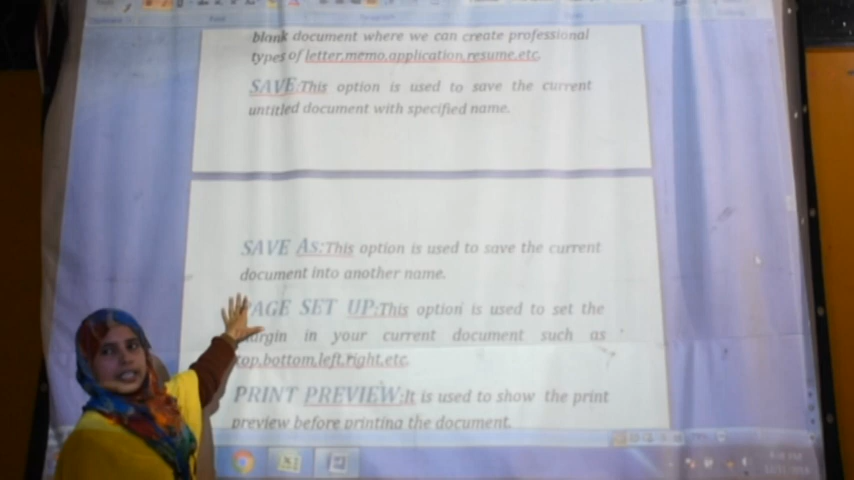 blank document where we can create professional
types of letter,memo,application,resume,etc.
SAVE:This option is used to save the current
untitled document with specified name.
SAVE AS:This option is used to save the current
document into another name.
PAGE SET UP:This option is used to set the
margin in your current document such as
top,bottom,left,right,etc.
PRINT PREVIEW:It is used to show the print
preview before printing the document.